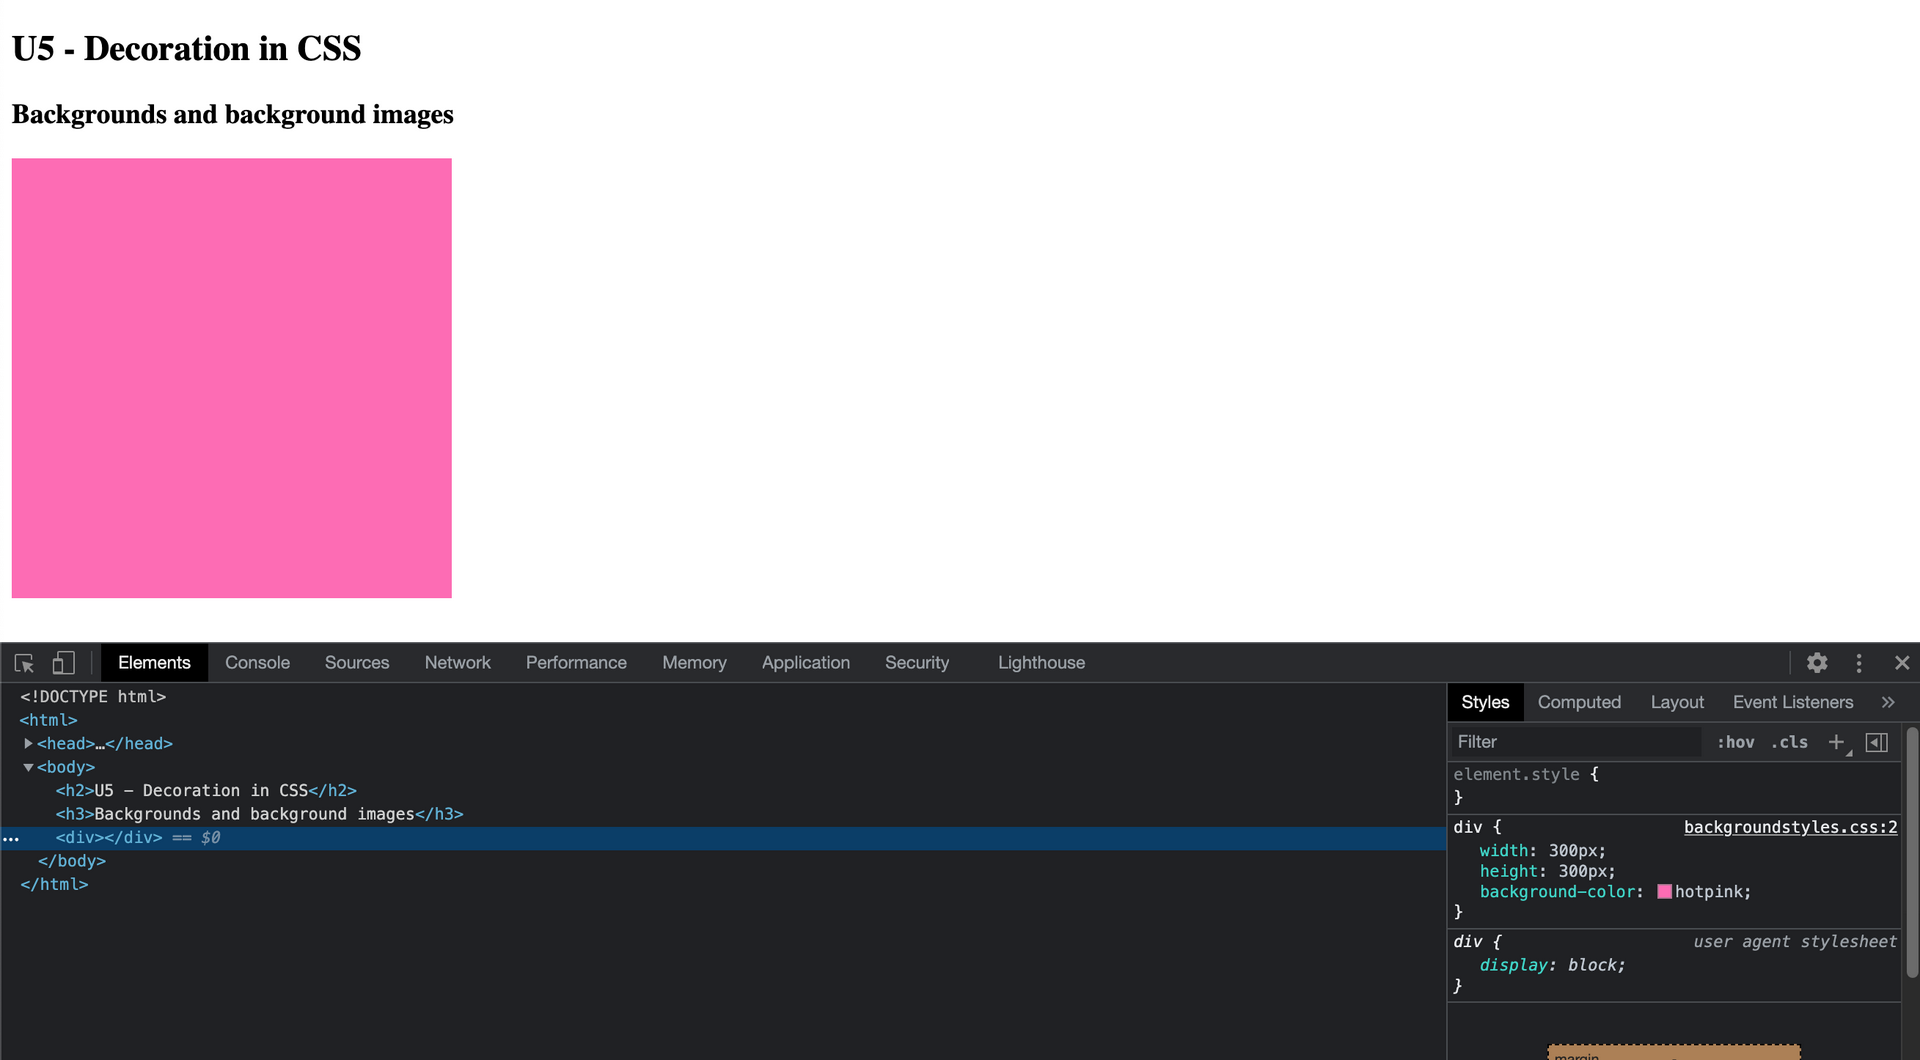 U5 - Decoration in CSS
Backgrounds and background images
Elements Console Sources Network Performance Memory Application Security Lighthouse
<!DOCTYPE html>
<html>
<head>…</head>
<body>
<h2>U5 - Decoration in CSS</h2>
<h3>Backgrounds and background images</h3>
<div></div> == $0
</body>
</html>
Styles Computed Layout Event Listeners »
Filter :hov .cls +
element.style {
}
div { backgroundstyles.css:2
width: 300px;
height: 300px;
background-color: hotpink;
}
div { user agent stylesheet
display: block;
}
margin